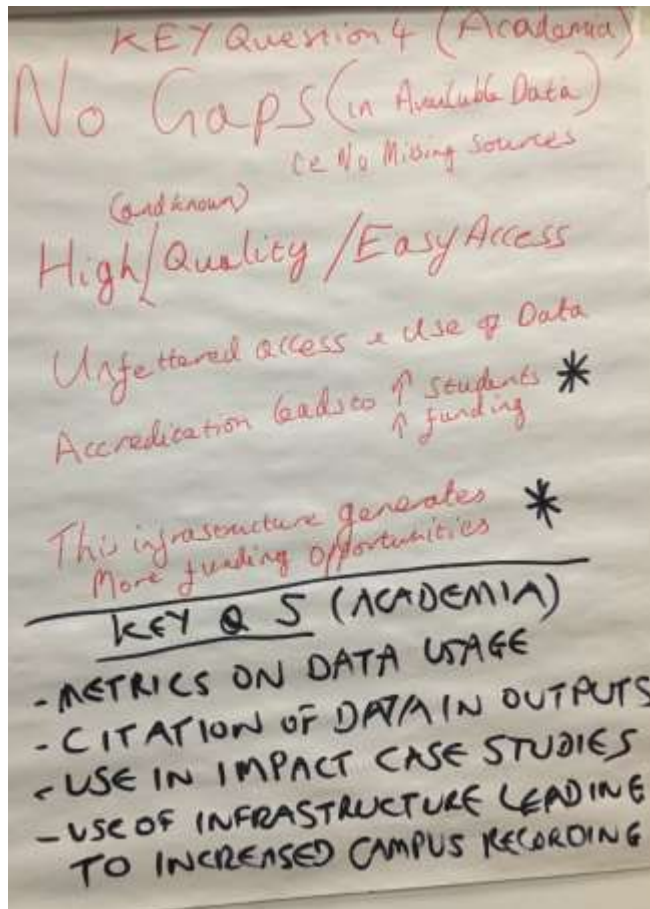 KEY Question 4 (Academia)
No Gaps (in Available Data)
ie No Missing Sources
(and known)
High/Quality/Easy Access
Unfettered access & Use of Data
Accreditation leads to ↑ Students *
↑ funding
This infrastructure generates *
More funding opportunities
KEY Q 5 (ACADEMIA)
- METRICS ON DATA USAGE
- CITATION OF DATA IN OUTPUTS
- USE IN IMPACT CASE STUDIES
- USE OF INFRASTRUCTURE LEADING
TO INCREASED CAMPUS RECORDING